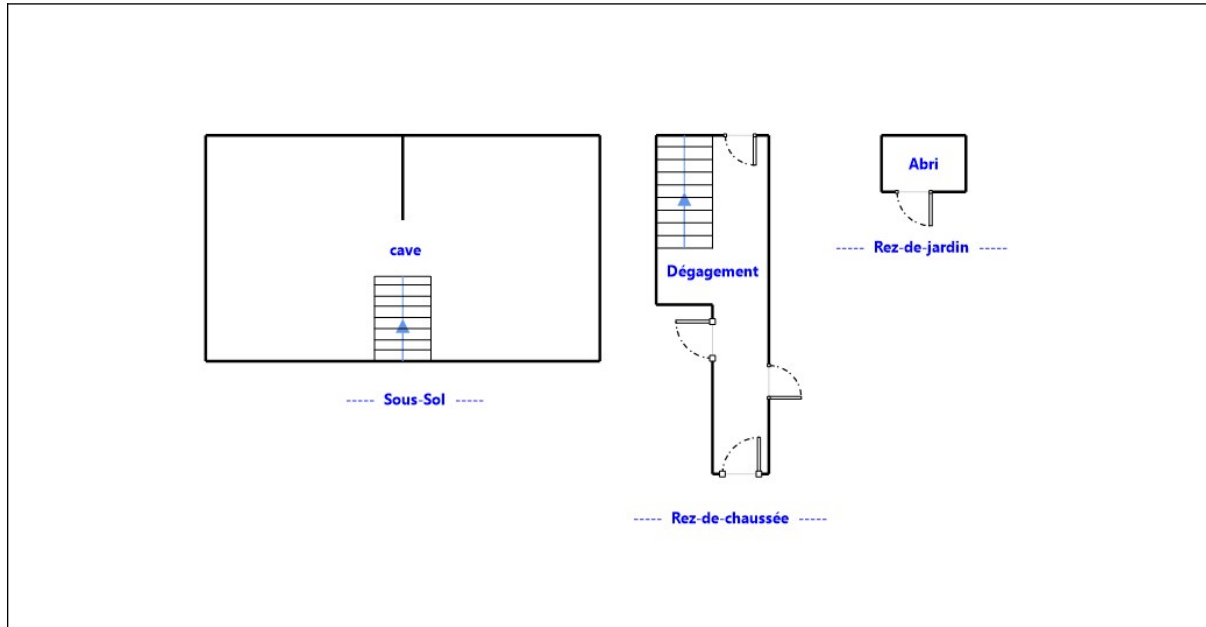 cave
----- Sous-Sol -----
Dégagement
----- Rez-de-chaussée -----
Abri
----- Rez-de-jardin -----